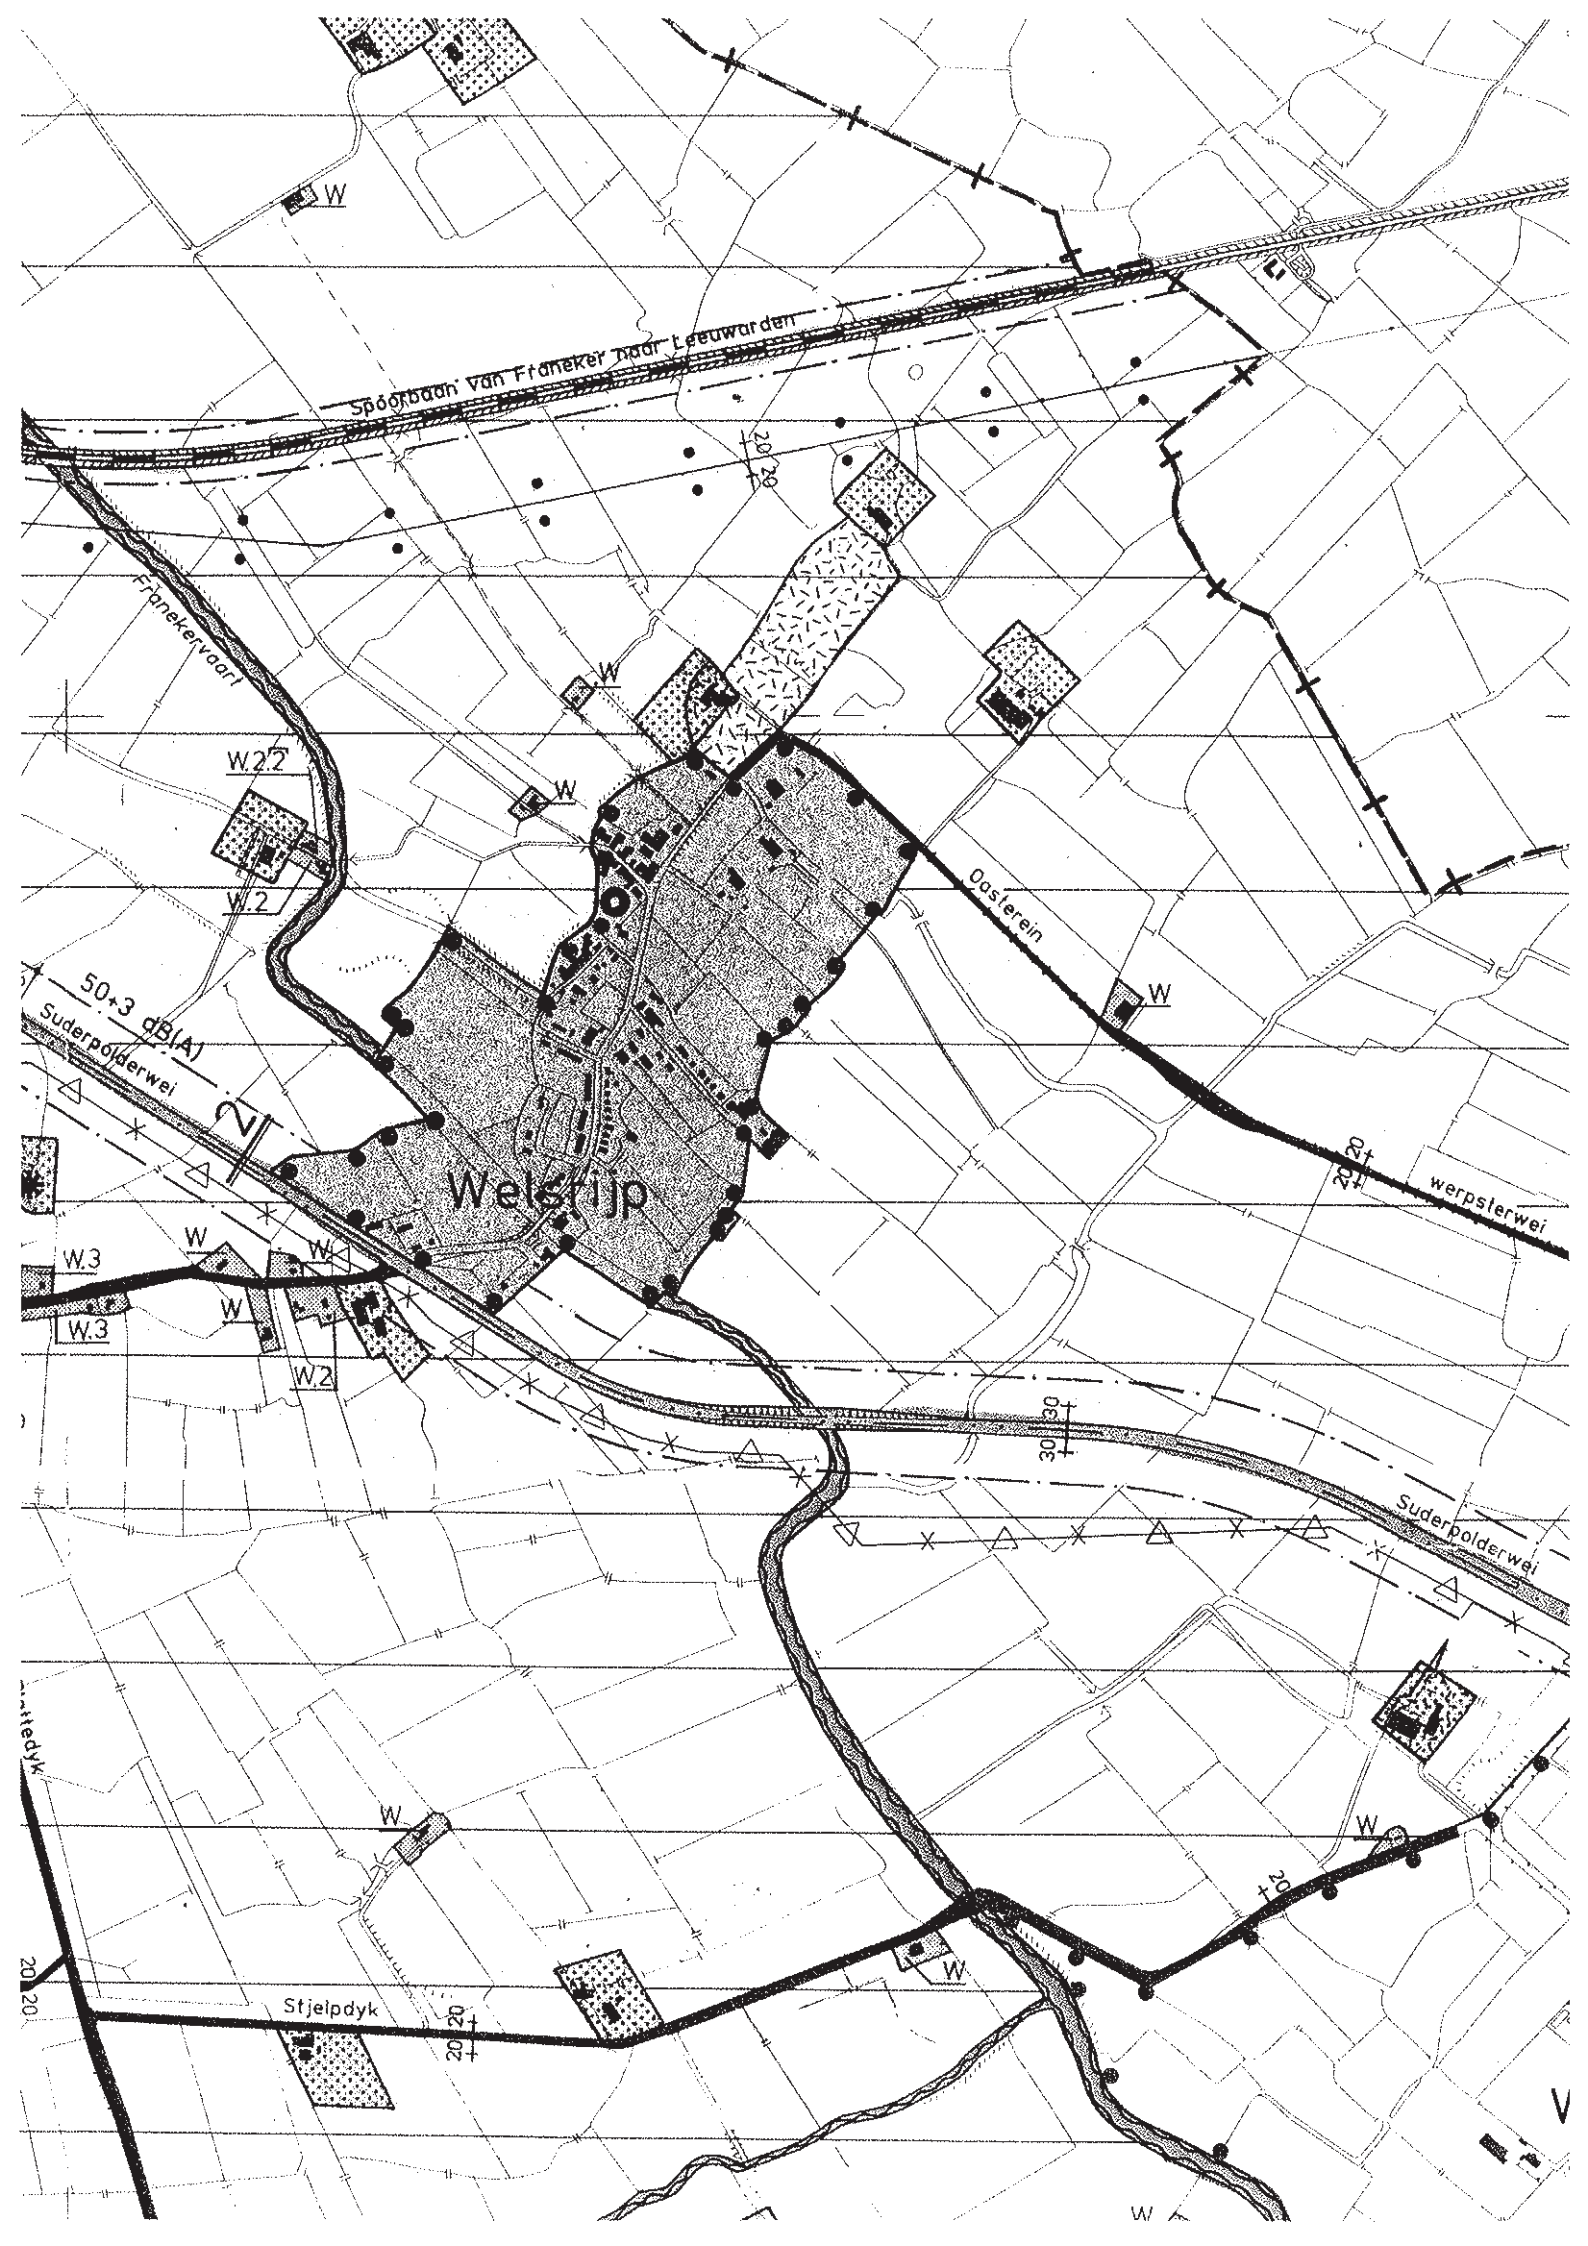 W
Spoorbaan van Franeker naar Leeuwarden
20 20
Franekervaart
W
W.2.2
W
W.2
Oasterein
W
50+3 dB(A)
Suderpolderwei
2
Welsrijp
20 20
werpsterwei
W.3
W
W
W
W.3
W.2
30 30
Suderpolderwei
W
W
20
W
Stjelpdyk
20 20
20 20
W